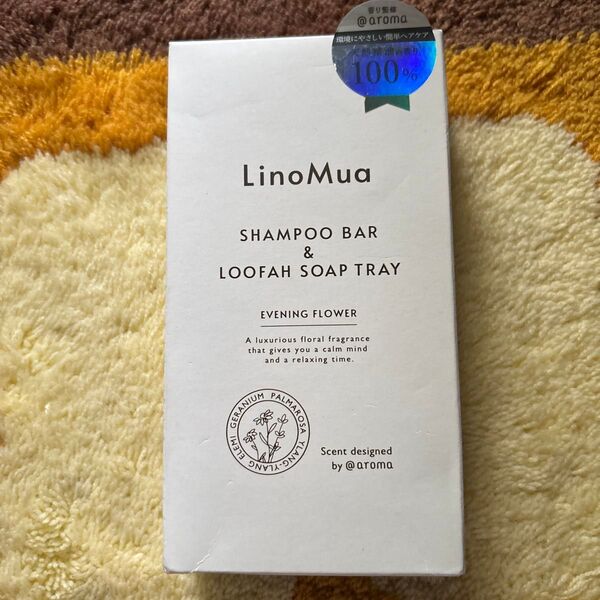 香り監修
@aroma
環境にやさしい簡単ヘアケア
100%
LinoMua
SHAMPOO BAR
&
LOOFAH SOAP TRAY
EVENING FLOWER
A luxurious floral fragrance
that gives you a calm mind
and a relaxing time.
ELEMI GERANIUM PALMAROSA YLANG-YLANG
Scent designed
by @aroma